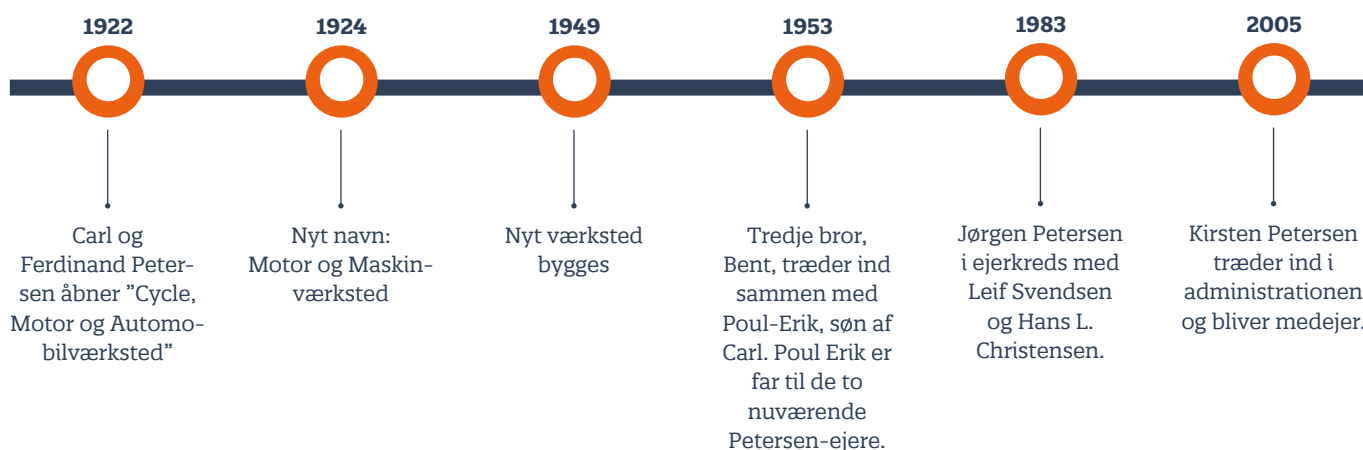 1922
Carl og
Ferdinand Peter-
sen åbner ”Cycle,
Motor og Automo-
bilværksted”
1924
Nyt navn:
Motor og Maskin-
værksted
1949
Nyt værksted
bygges
1953
Tredje bror,
Bent, træder ind
sammen med
Poul-Erik, søn af
Carl. Poul Erik er
far til de to
nuværende
Petersen-ejere.
1983
Jørgen Petersen
i ejerkreds med
Leif Svendsen
og Hans L.
Christensen.
2005
Kirsten Petersen
træder ind i
administrationen
og bliver medejer.